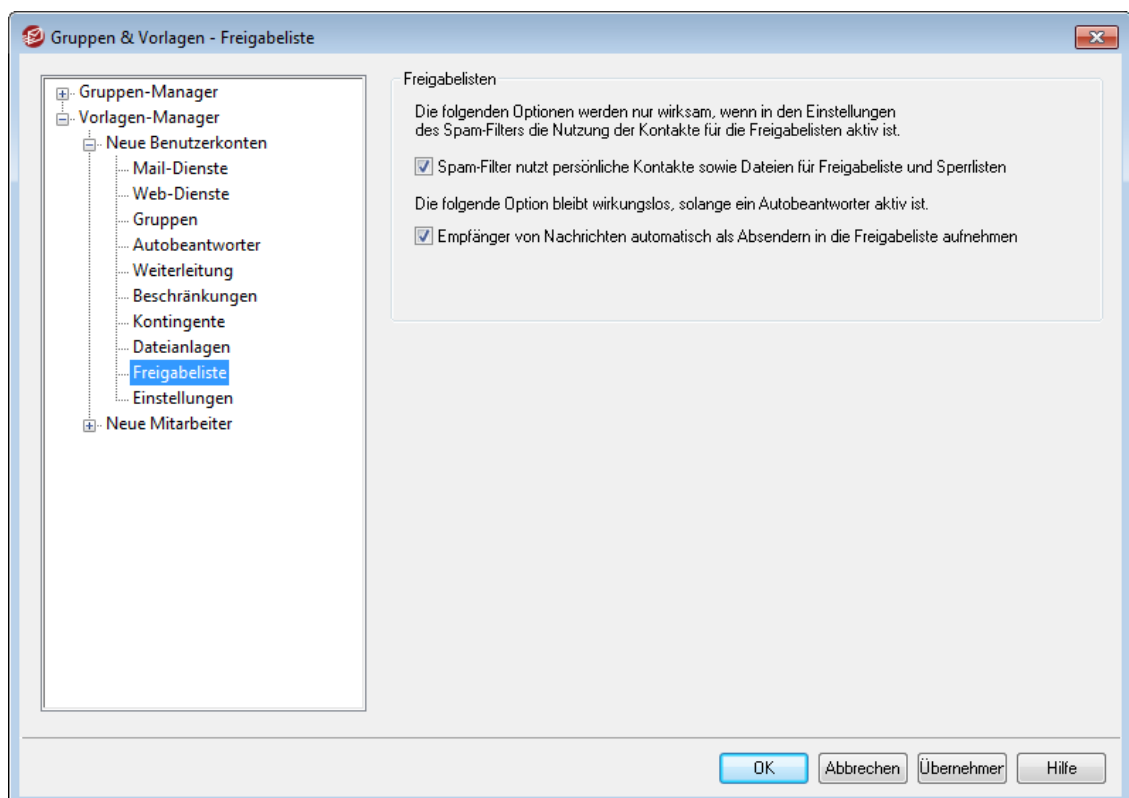 Gruppen & Vorlagen - Freigabeliste
Gruppen-Manager
Vorlagen-Manager
Neue Benutzerkonten
Mail-Dienste
Web-Dienste
Gruppen
Autobeantworter
Weiterleitung
Beschränkungen
Kontingente
Dateianlagen
Freigabeliste
Einstellungen
Neue Mitarbeiter
Freigabelisten
Die folgenden Optionen werden nur wirksam, wenn in den Einstellungen
des Spam-Filters die Nutzung der Kontakte für die Freigabelisten aktiv ist.
Spam-Filter nutzt persönliche Kontakte sowie Dateien für Freigabeliste und Sperrlisten
Die folgende Option bleibt wirkungslos, solange ein Autobeantworter aktiv ist.
Empfänger von Nachrichten automatisch als Absendern in die Freigabeliste aufnehmen
OK
Abbrechen
Übernehmer
Hilfe